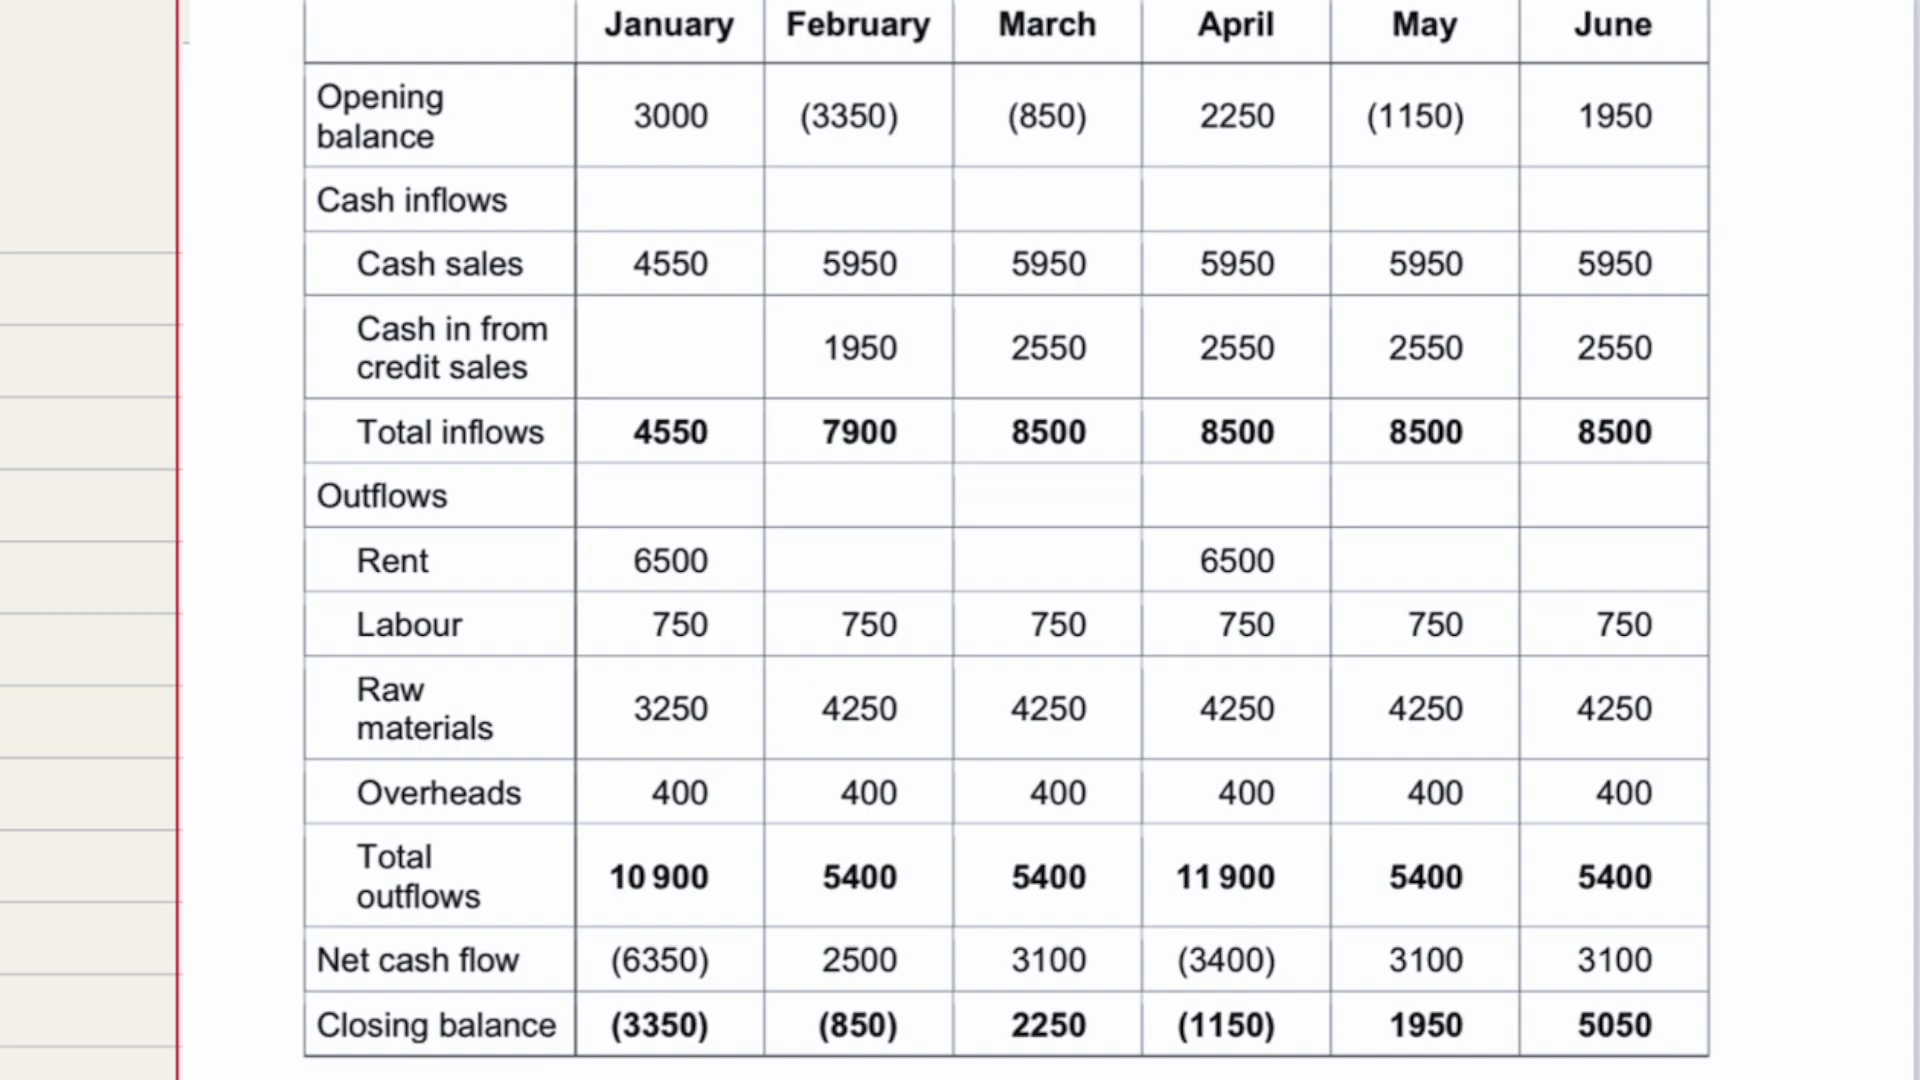 January February March April May June
Opening
balance 3000 (3350) (850) 2250 (1150) 1950
Cash inflows
Cash sales 4550 5950 5950 5950 5950 5950
Cash in from
credit sales 1950 2550 2550 2550 2550
Total inflows 4550 7900 8500 8500 8500 8500
Outflows
Rent 6500 6500
Labour 750 750 750 750 750 750
Raw
materials 3250 4250 4250 4250 4250 4250
Overheads 400 400 400 400 400 400
Total
outflows 10 900 5400 5400 11 900 5400 5400
Net cash flow (6350) 2500 3100 (3400) 3100 3100
Closing balance (3350) (850) 2250 (1150) 1950 5050